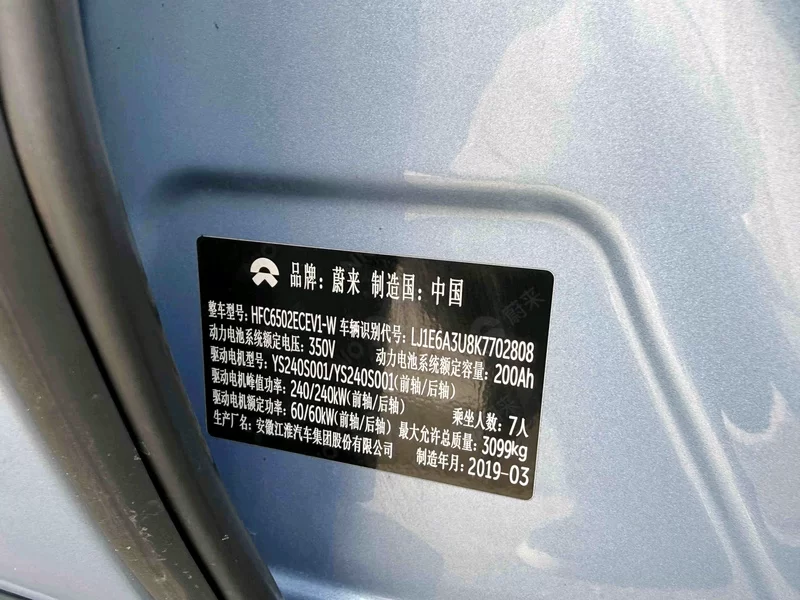 品牌：蔚来 制造国：中国
整车型号：HFC6502ECEV1-W 车辆识别代号：LJ1E6A3U8K7702808
动力电池系统额定电压：350V 动力电池系统额定容量：200Ah
驱动电机型号：YS240S001/YS240S001(前轴/后轴)
驱动电机峰值功率：240/240kW(前轴/后轴) 乘坐人数：7人
驱动电机额定功率：60/60kW(前轴/后轴) 最大允许总质量：3099kg
生产厂名：安徽江淮汽车集团股份有限公司 制造年月：2019-03